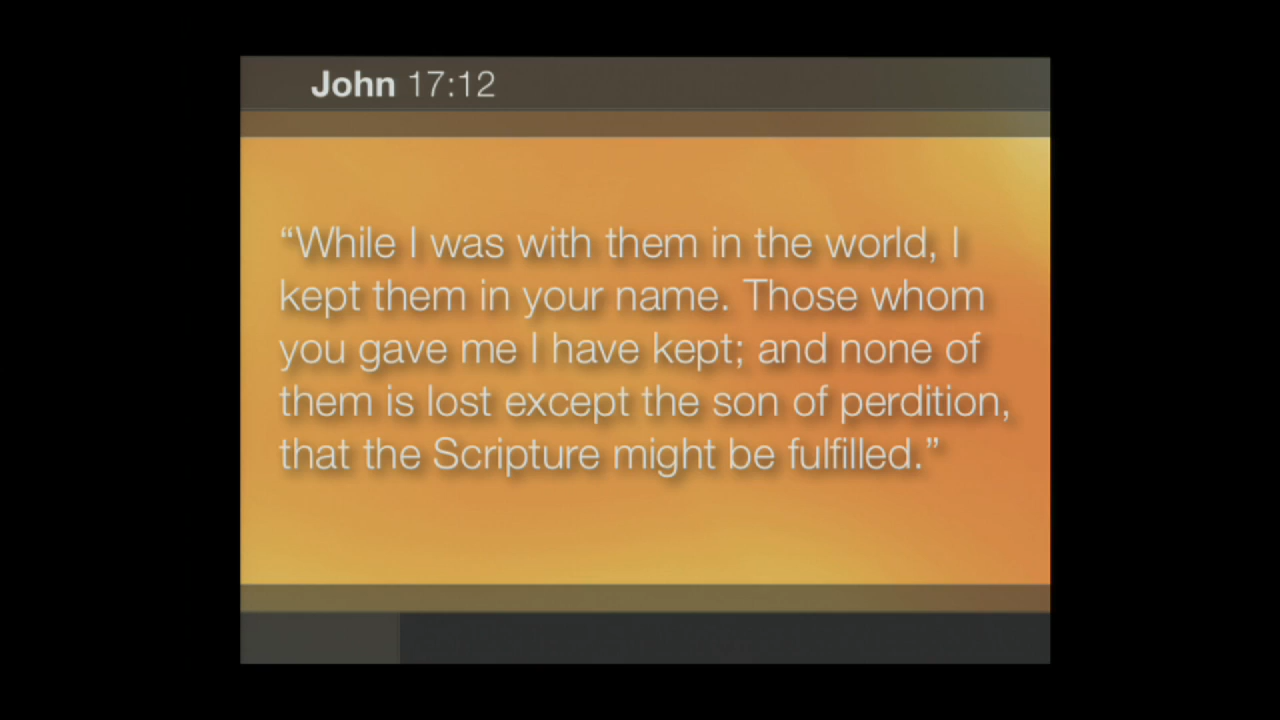 John 17:12
“While I was with them in the world, I
kept them in your name. Those whom
you gave me I have kept; and none of
them is lost except the son of perdition,
that the Scripture might be fulfilled.”